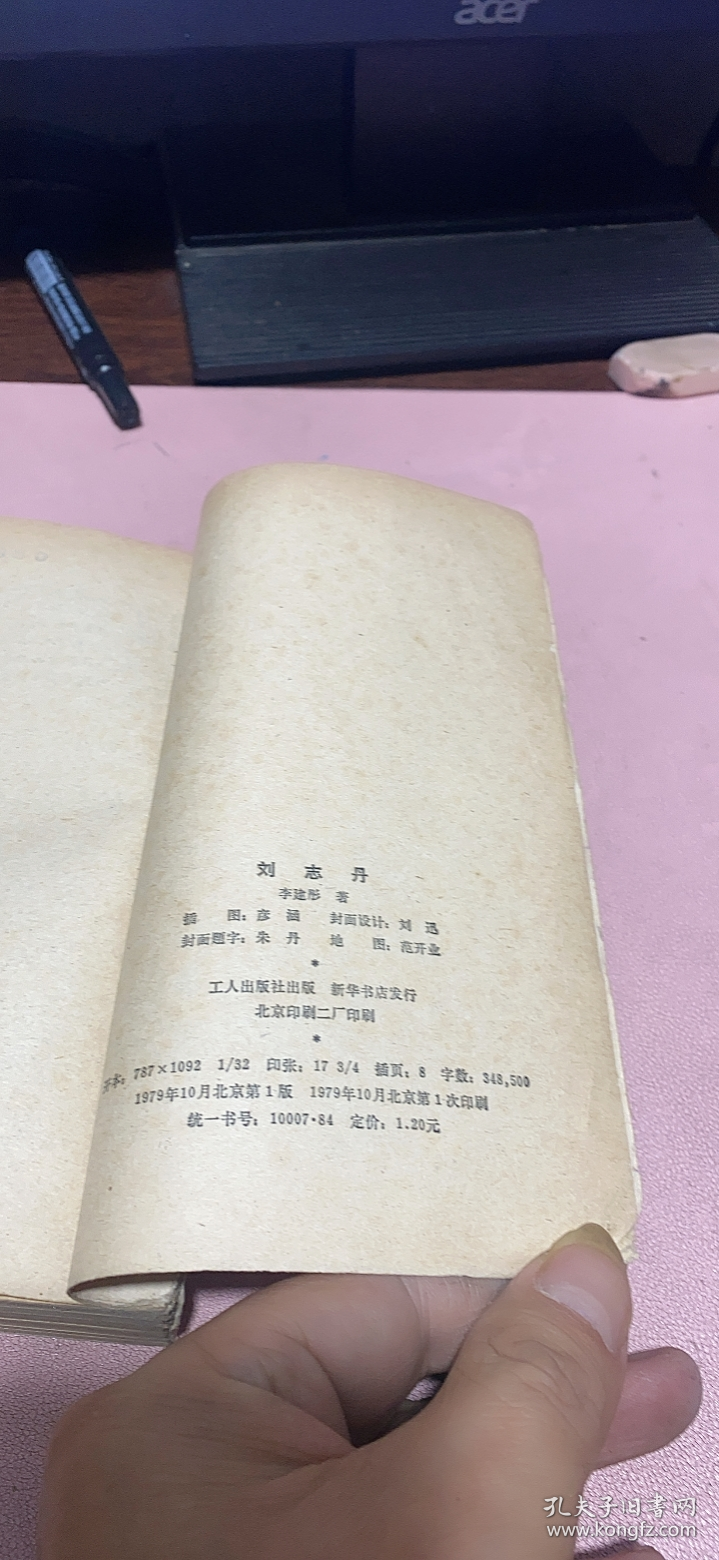 acer
刘志丹
李建彤 著
插 图：彦 涵 封面设计：刘 迅
封面题字：朱 丹 地 图：范开业
*
工人出版社出版 新华书店发行
北京印刷二厂印刷
*
开本：787×1092 1/32 印张：17 3/4 插页：8 字数：348,500
1979年10月北京第1版 1979年10月北京第1次印刷
统一书号：10007·84 定价：1.20元
孔夫子旧书网
www.kongfz.com